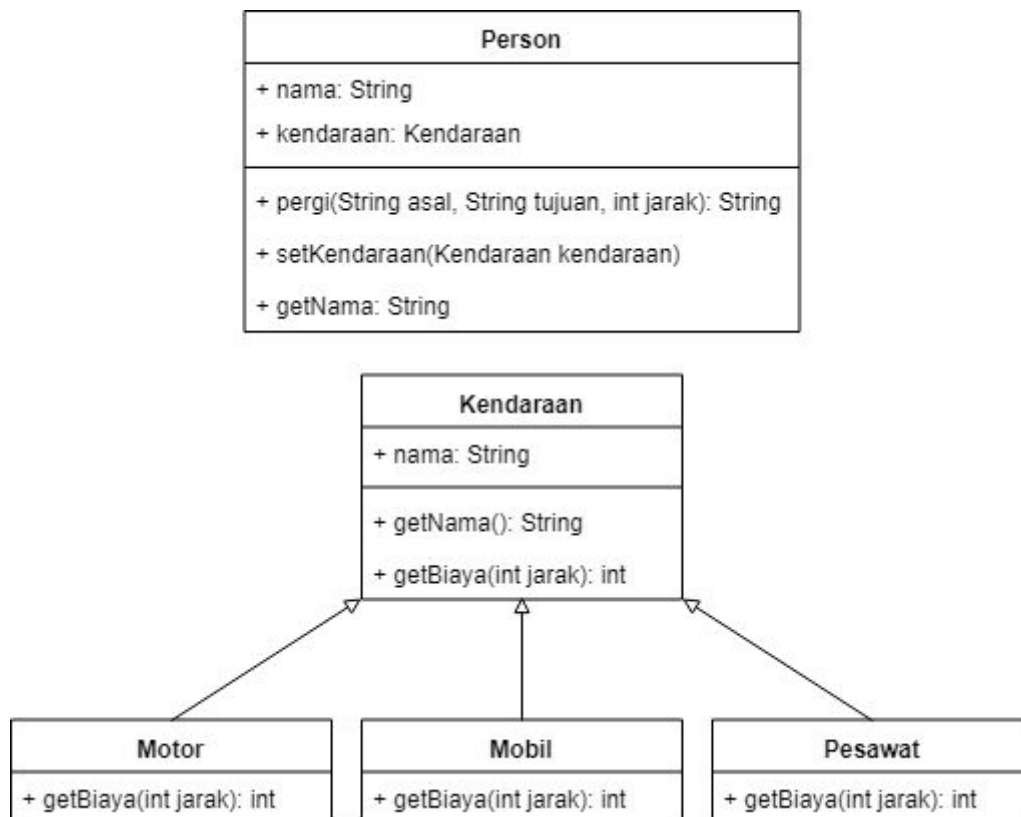 Person
+ nama: String
+ kendaraan: Kendaraan
+ pergi(String asal, String tujuan, int jarak): String
+ setKendaraan(Kendaraan kendaraan)
+ getNama: String
Kendaraan
+ nama: String
+ getNama(): String
+ getBiaya(int jarak): int
Motor
+ getBiaya(int jarak): int
Mobil
+ getBiaya(int jarak): int
Pesawat
+ getBiaya(int jarak): int